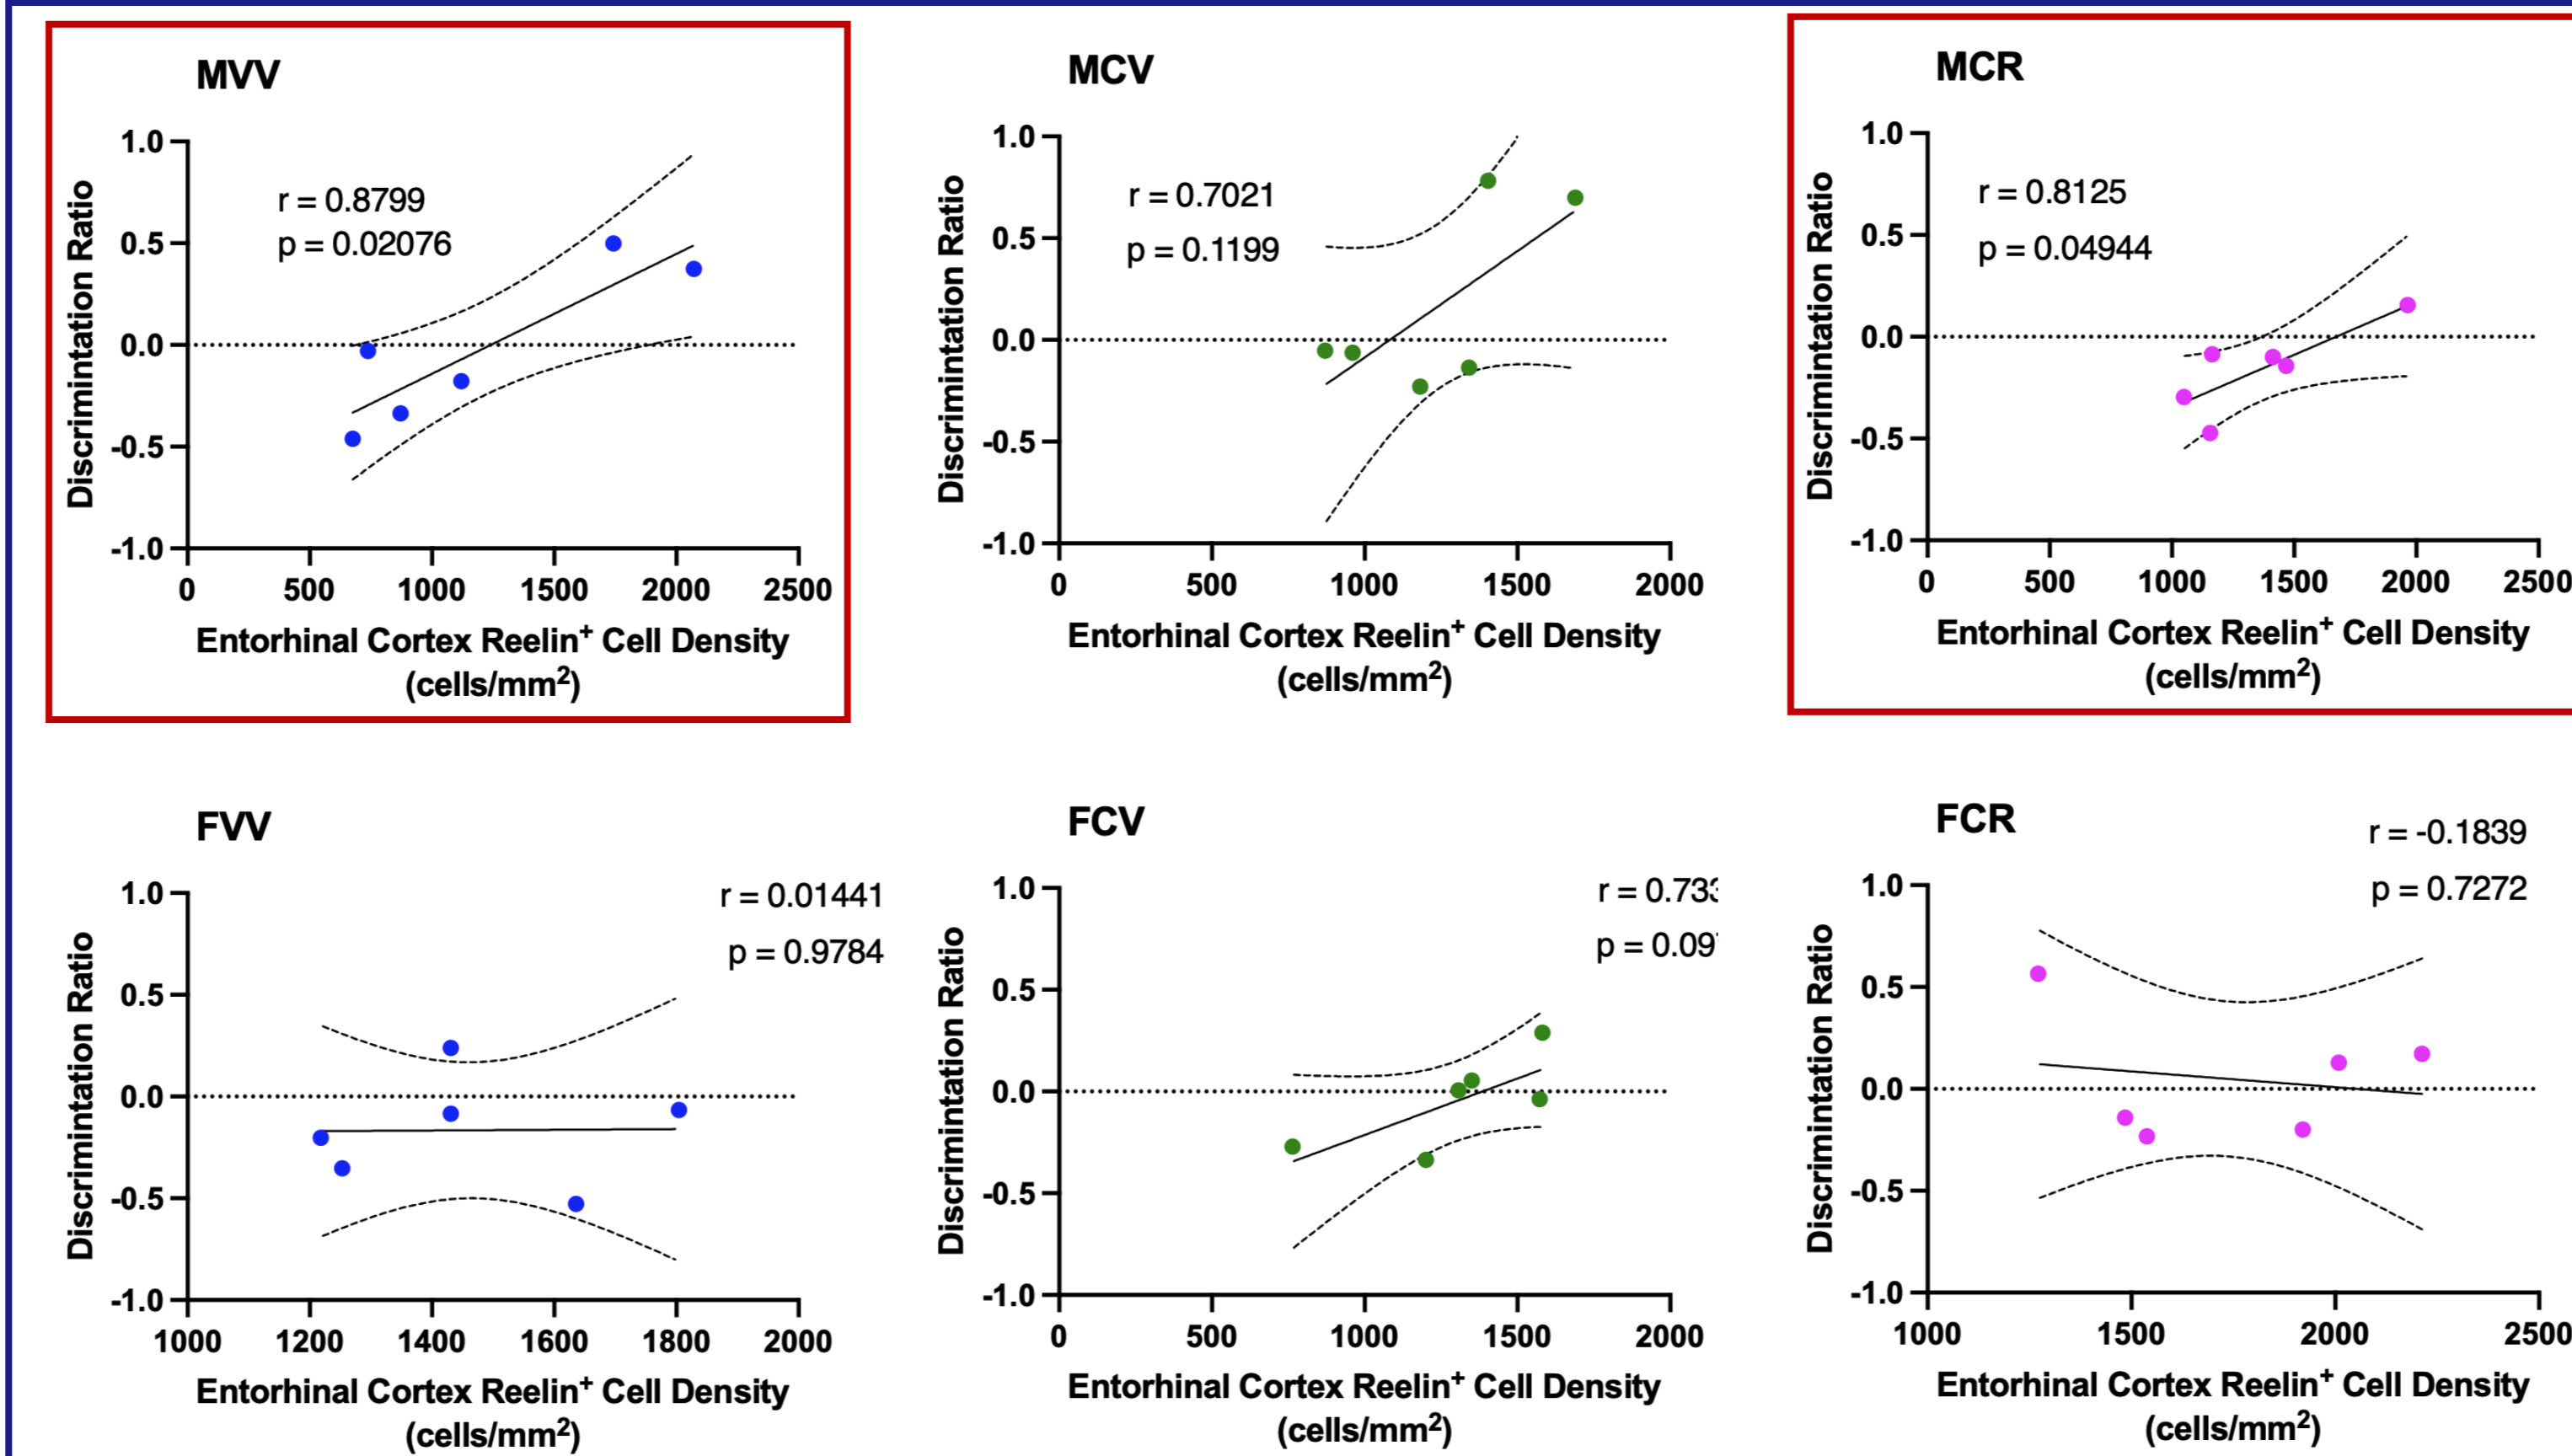 MVV
1.0
0.5
0.0
-0.5
-1.0
r = 0.8799
p = 0.02076
Discrimintation Ratio
0 500 1000 1500 2000 2500
Entorhinal Cortex Reelin⁺ Cell Density
(cells/mm²)
MCV
1.0
0.5
0.0
-0.5
-1.0
r = 0.7021
p = 0.1199
Discrimintation Ratio
0 500 1000 1500 2000
Entorhinal Cortex Reelin⁺ Cell Density
(cells/mm²)
MCR
1.0
0.5
0.0
-0.5
-1.0
r = 0.8125
p = 0.04944
Discrimintation Ratio
0 500 1000 1500 2000 2500
Entorhinal Cortex Reelin⁺ Cell Density
(cells/mm²)
FVV
1.0
0.5
0.0
-0.5
-1.0
r = 0.01441
p = 0.9784
Discrimintation Ratio
1000 1200 1400 1600 1800 2000
Entorhinal Cortex Reelin⁺ Cell Density
(cells/mm²)
FCV
1.0
0.5
0.0
-0.5
-1.0
r =
p =
Discrimintation Ratio
0 500 1000 1500 2000
Entorhinal Cortex Reelin⁺ Cell Density
(cells/mm²)
FCR
r = -0.1839
p = 0.7272
1.0
0.5
0.0
-0.5
-1.0
Discrimintation Ratio
1000 1500 2000 2500
Entorhinal Cortex Reelin⁺ Cell Density
(cells/mm²)